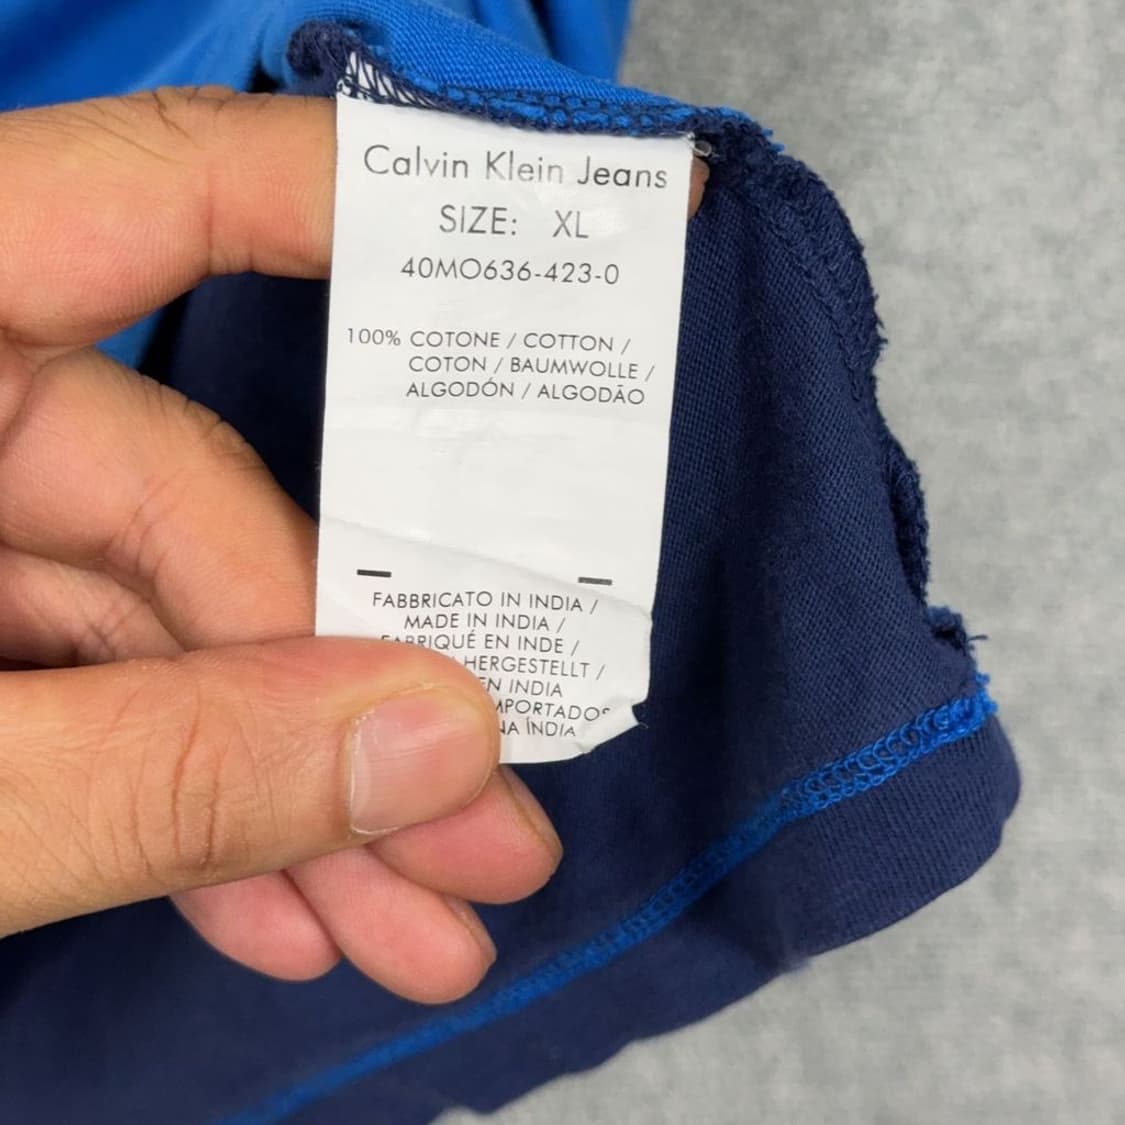 Calvin Klein Jeans
SIZE: XL
40MO636-423-0
100% COTONE / COTTON /
COTON / BAUMWOLLE /
ALGODÓN / ALGODÃO
FABBRICATO IN INDIA /
MADE IN INDIA /
FABRIQUÉ EN INDE /
HERGESTELLT /
EN INDIA
NA ÍNDIA